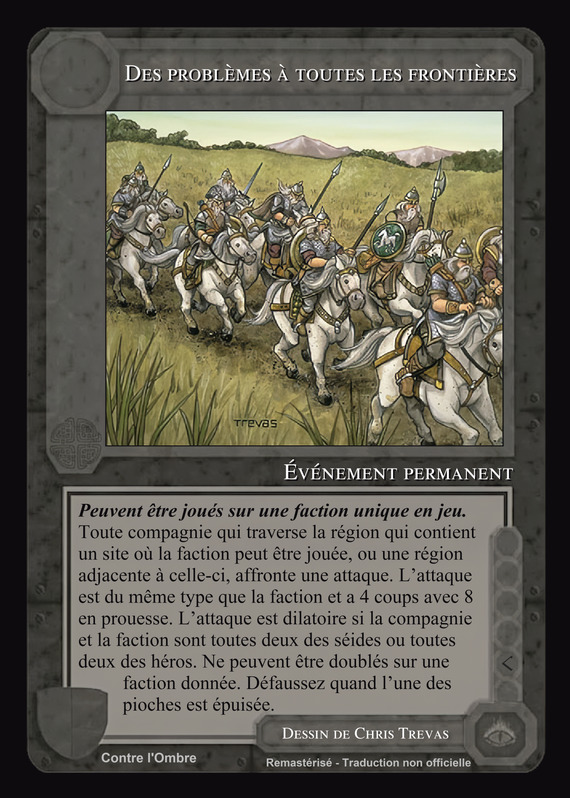 Des problèmes à toutes les frontières
Trevas
Événement permanent
Peuvent être joués sur une faction unique en jeu.
Toute compagnie qui traverse la région qui contient
un site où la faction peut être jouée, ou une région
adjacente à celle-ci, affronte une attaque. L'attaque
est du même type que la faction et a 4 coups avec 8
en prouesse. L'attaque est dilatoire si la compagnie
et la faction sont toutes deux des séides ou toutes
deux des héros. Ne peuvent être doublés sur une
faction donnée. Défaussez quand l'une des
pioches est épuisée.
Dessin de Chris Trevas
Contre l'Ombre
Remastérisé - Traduction non officielle